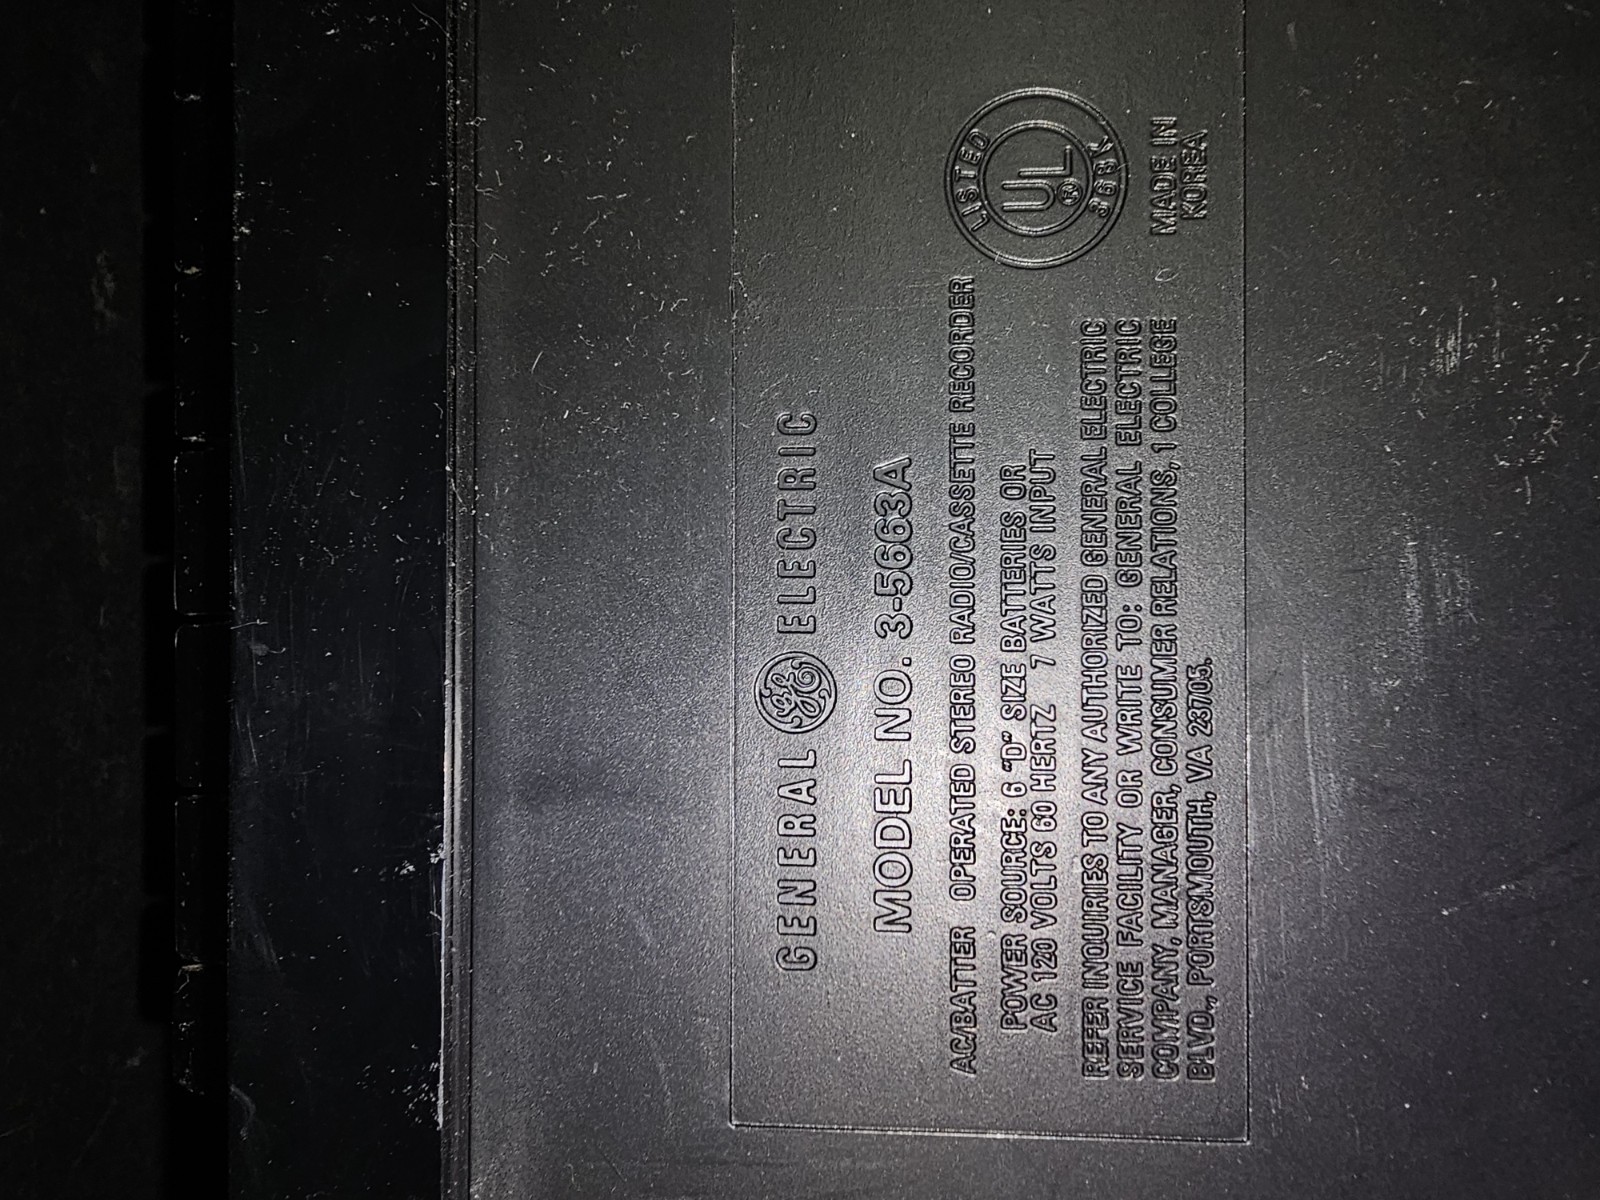 GENERAL GE ELECTRIC
MODEL NO. 3-5663A
AC/BATTER OPERATED STEREO RADIO/CASSETTE RECORDER
POWER SOURCE: 6 "D" SIZE BATTERIES OR
AC 120 VOLTS 60 HERTZ 7 WATTS INPUT
REFER INQUIRIES TO ANY AUTHORIZED GENERAL ELECTRIC
SERVICE FACILITY OR WRITE TO: GENERAL ELECTRIC
COMPANY, MANAGER, CONSUMER RELATIONS, 1 COLLEGE
BLVD., PORTSMOUTH, VA 23705.
LISTED
UL
®
MADE IN
KOREA